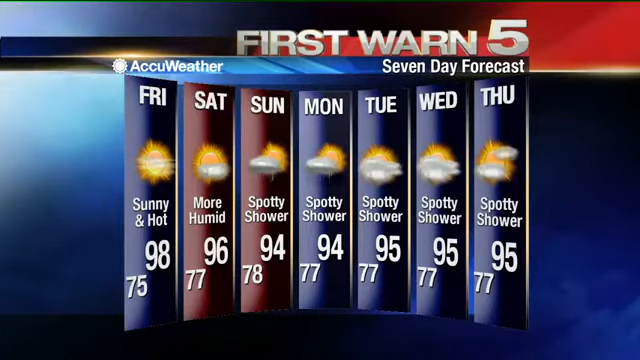 FIRST WARN 5
AccuWeather
Seven Day Forecast
FRI
Sunny
& Hot
98
75
SAT
More
Humid
96
77
SUN
Spotty
Shower
94
78
MON
Spotty
Shower
94
77
TUE
Spotty
Shower
95
77
WED
Spotty
Shower
95
77
THU
Spotty
Shower
95
77